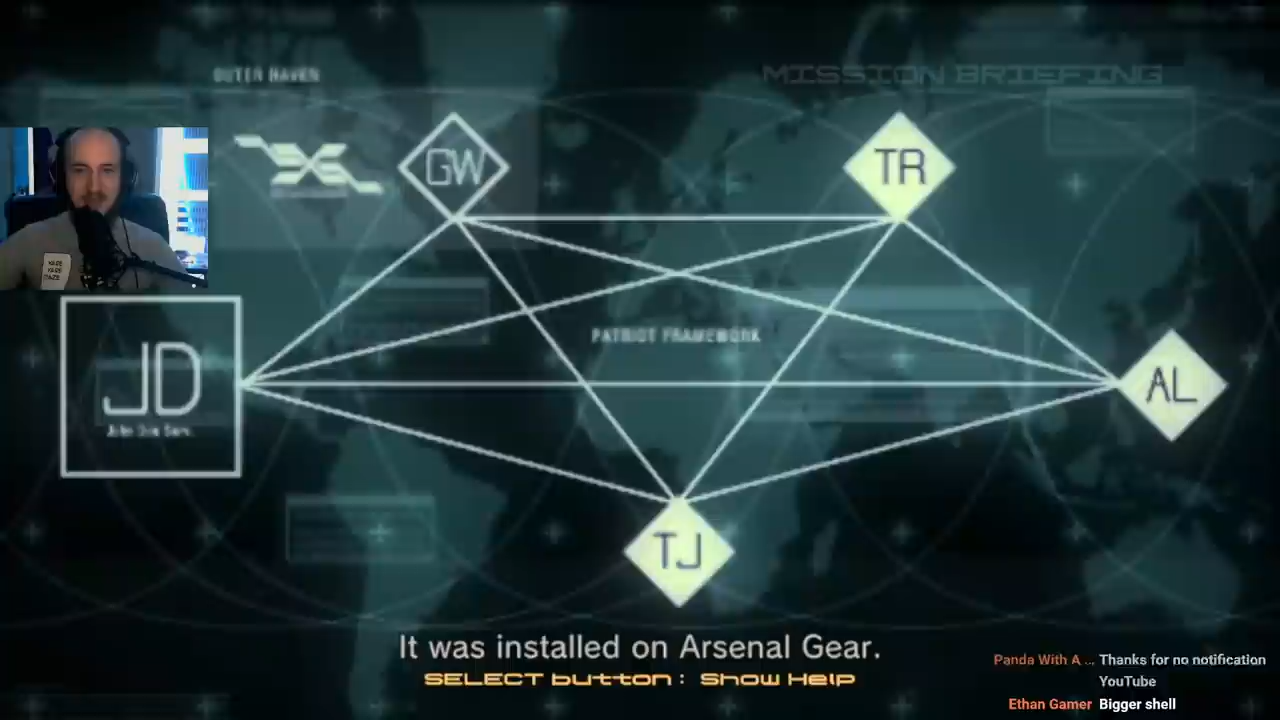 OUTER HAVEN
MISSION BRIEFING
GW
TR
PATRIOT FRAMEWORK
JD
AL
TJ
It was installed on Arsenal Gear.
SELECT button : Show Help
Panda With A ... Thanks for no notification
YouTube
Ethan Gamer Bigger shell